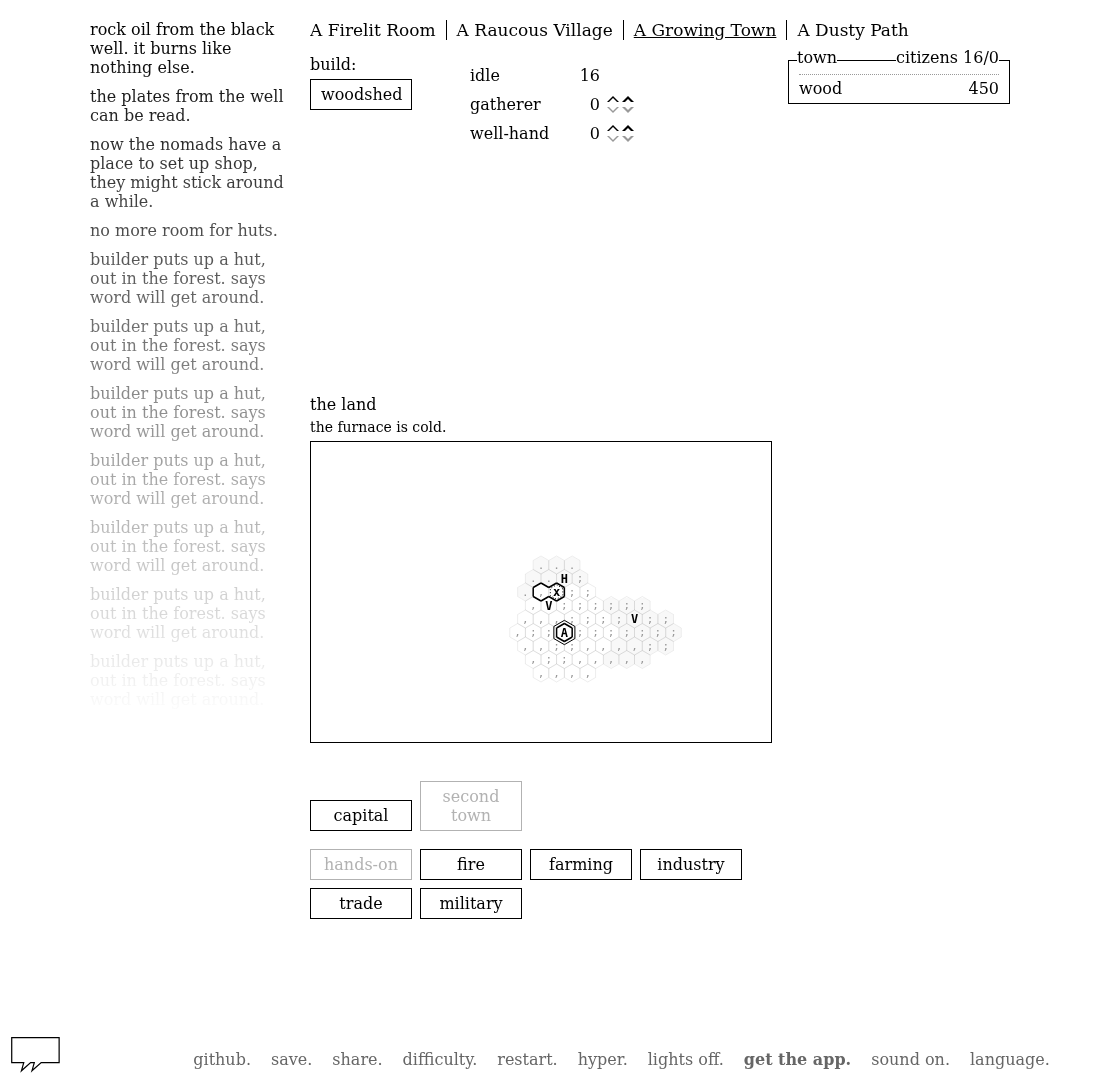 A Firelit Room
A Raucous Village
A Growing Town
A Dusty Path
rock oil from the black
well. it burns like
nothing else.
the plates from the well
can be read.
now the nomads have a
place to set up shop,
they might stick around
a while.
no more room for huts.
builder puts up a hut,
out in the forest. says
word will get around.
builder puts up a hut,
out in the forest. says
word will get around.
builder puts up a hut,
out in the forest. says
word will get around.
builder puts up a hut,
out in the forest. says
word will get around.
builder puts up a hut,
out in the forest. says
word will get around.
builder puts up a hut,
out in the forest. says
word will get around.
builder puts up a hut,
out in the forest. says
word will get around.
build:
woodshed
idle 16
gatherer 0
well-hand 0
town citizens 16/0
wood 450
the land
the furnace is cold.
H
x
V
V
A
capital
second
town
hands-on
fire
farming
industry
trade
military
github. save. share. difficulty. restart. hyper. lights off. get the app. sound on. language.